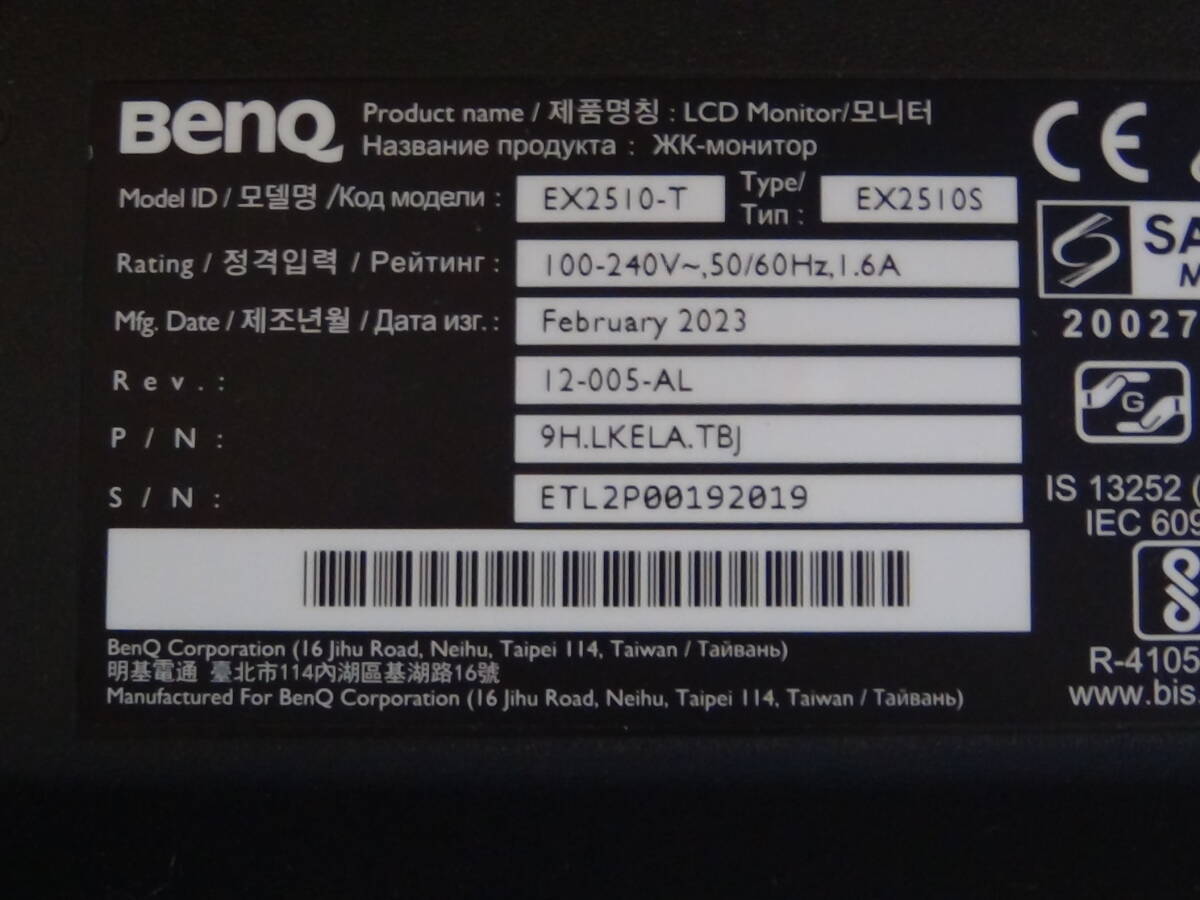 BenQ Product name / 제품명칭 : LCD Monitor/모니터
Название продукта : ЖК-монитор
Model ID / 모델명 /Код модели : EX2510-T Type/ Тип : EX2510S
Rating / 정격입력 / Рейтинг : 100-240V~,50/60Hz,1.6A
Mfg. Date / 제조년월 /Дата изг. : February 2023
Rev. : 12-005-AL
P/N : 9H.LKELA.TBJ
S/N : ETL2P00192019
BenQ Corporation (16 Jihu Road, Neihu, Taipei 114, Taiwan / Тайвань)
明基電通 臺北市114內湖區基湖路16號
Manufactured For BenQ Corporation (16 Jihu Road, Neihu, Taipei 114, Taiwan / Тайвань)
CE
SA
M
20027
G
IS 13252 (
IEC 609
R-4105
www.bis